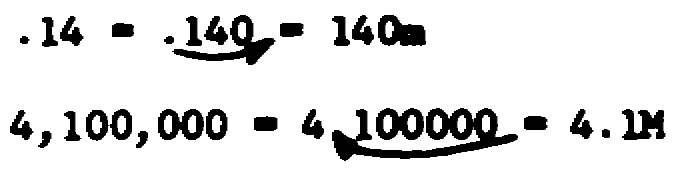 .14 = .140 = 140m
4,100,000 = 4.100000 = 4.1M